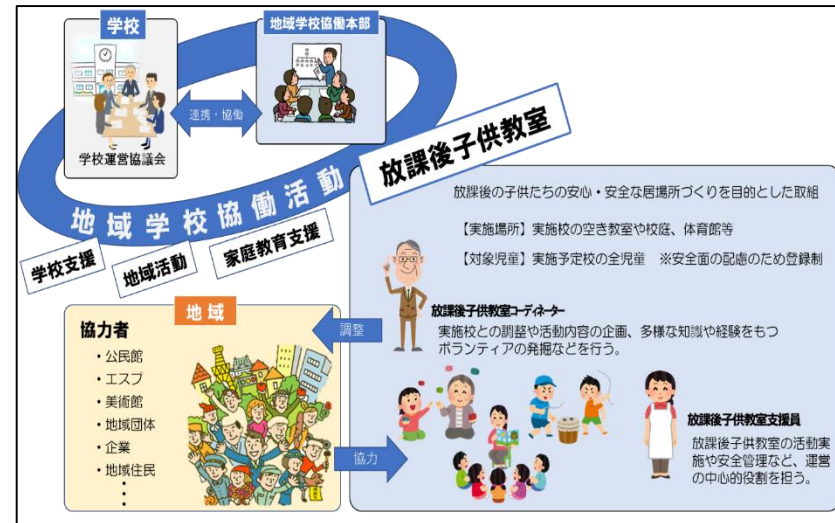 学校
地域学校協働本部
連携・協働
学校運営協議会
地域学校協働活動
学校支援
地域活動
家庭教育支援
放課後子供教室
放課後の子供たちの安心・安全な居場所づくりを目的とした取組
【実施場所】実施校の空き教室や校庭、体育館等
【対象児童】実施予定校の全児童 ※安全面の配慮のため登録制
放課後子供教室コーディネーター
実施校との調整や活動内容の企画、多様な知識や経験をもつ
ボランティアの発掘などを行う。
調整
地域
協力者
・公民館
・エスプ
・美術館
・地域団体
・企業
・地域住民
・
・
・
協力
放課後子供教室支援員
放課後子供教室の活動実
施や安全管理など、運営
の中心的役割を担う。